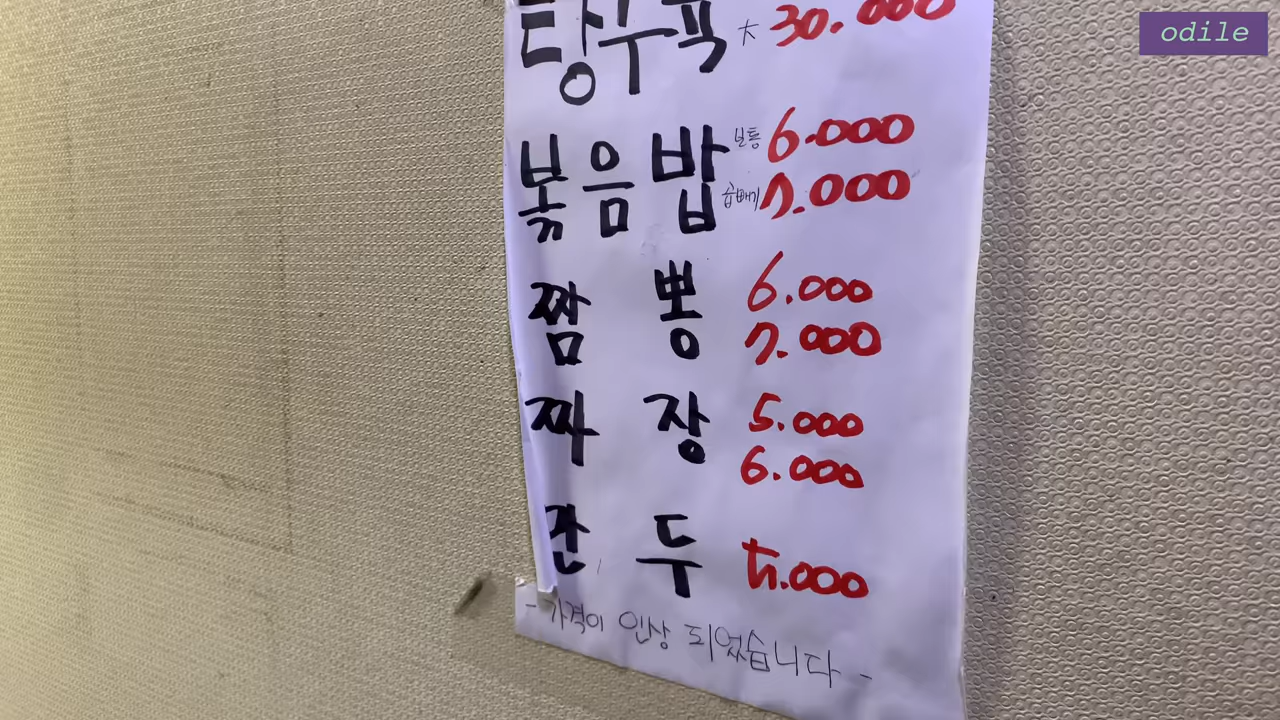 탕수육 大 30.000
볶음밥 보통 6.000
곱빼기 7.000
짬 뽕 6.000
7.000
짜 장 5.000
6.000
만 두
- 가격이 인상 되었습니다 -
odile